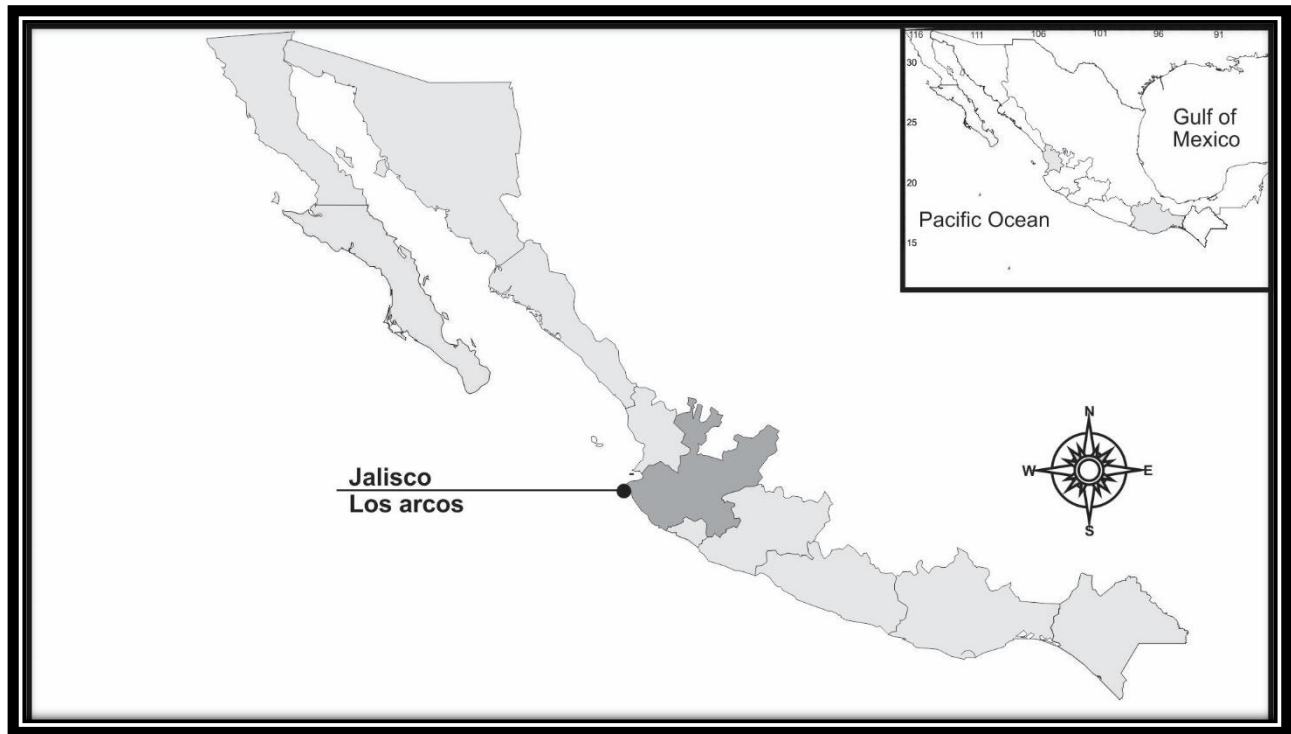 116 111 106 101 96 91
30
25
20
15
Gulf of
Mexico
Pacific Ocean
Jalisco
Los arcos
N
W E
S